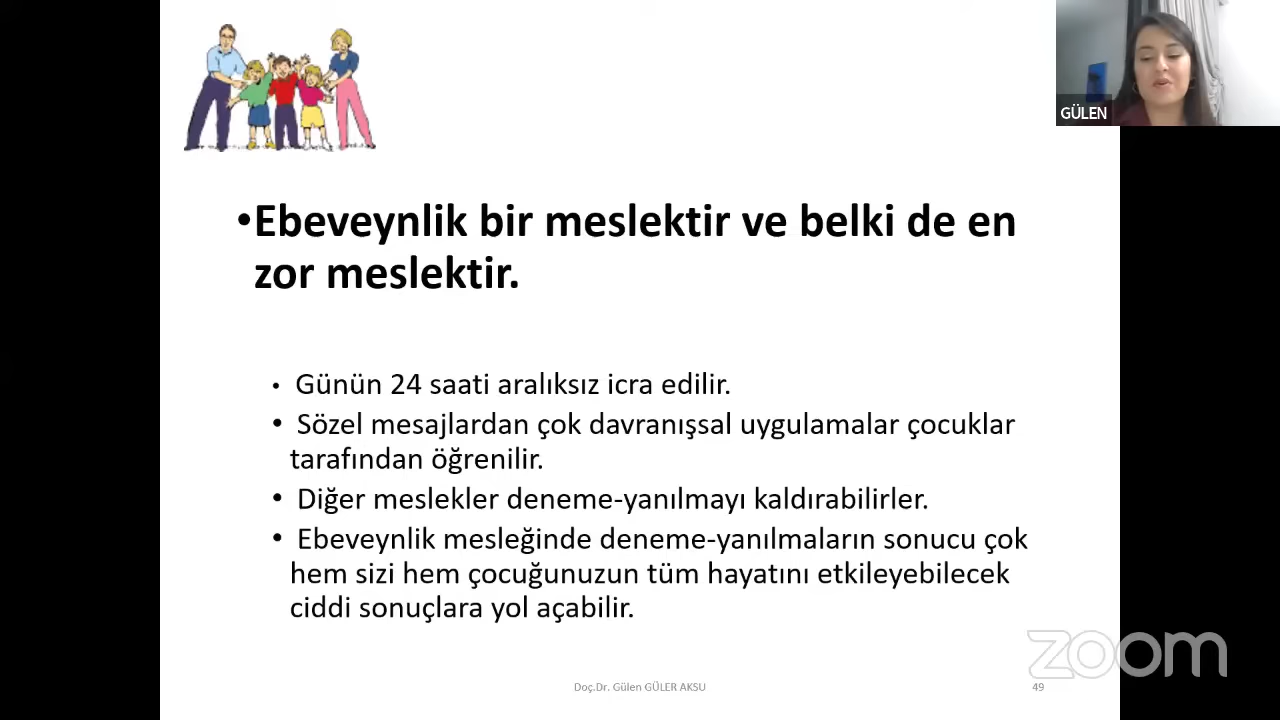 GÜLEN
•Ebeveynlik bir meslektir ve belki de en
zor meslektir.
• Günün 24 saati aralıksız icra edilir.
• Sözel mesajlardan çok davranışsal uygulamalar çocuklar
tarafından öğrenilir.
• Diğer meslekler deneme-yanılmayı kaldırabilirler.
• Ebeveynlik mesleğinde deneme-yanılmaların sonucu çok
hem sizi hem çocuğunuzun tüm hayatını etkileyebilecek
ciddi sonuçlara yol açabilir.
zoom
Doç.Dr. Gülen GÜLER AKSU
49